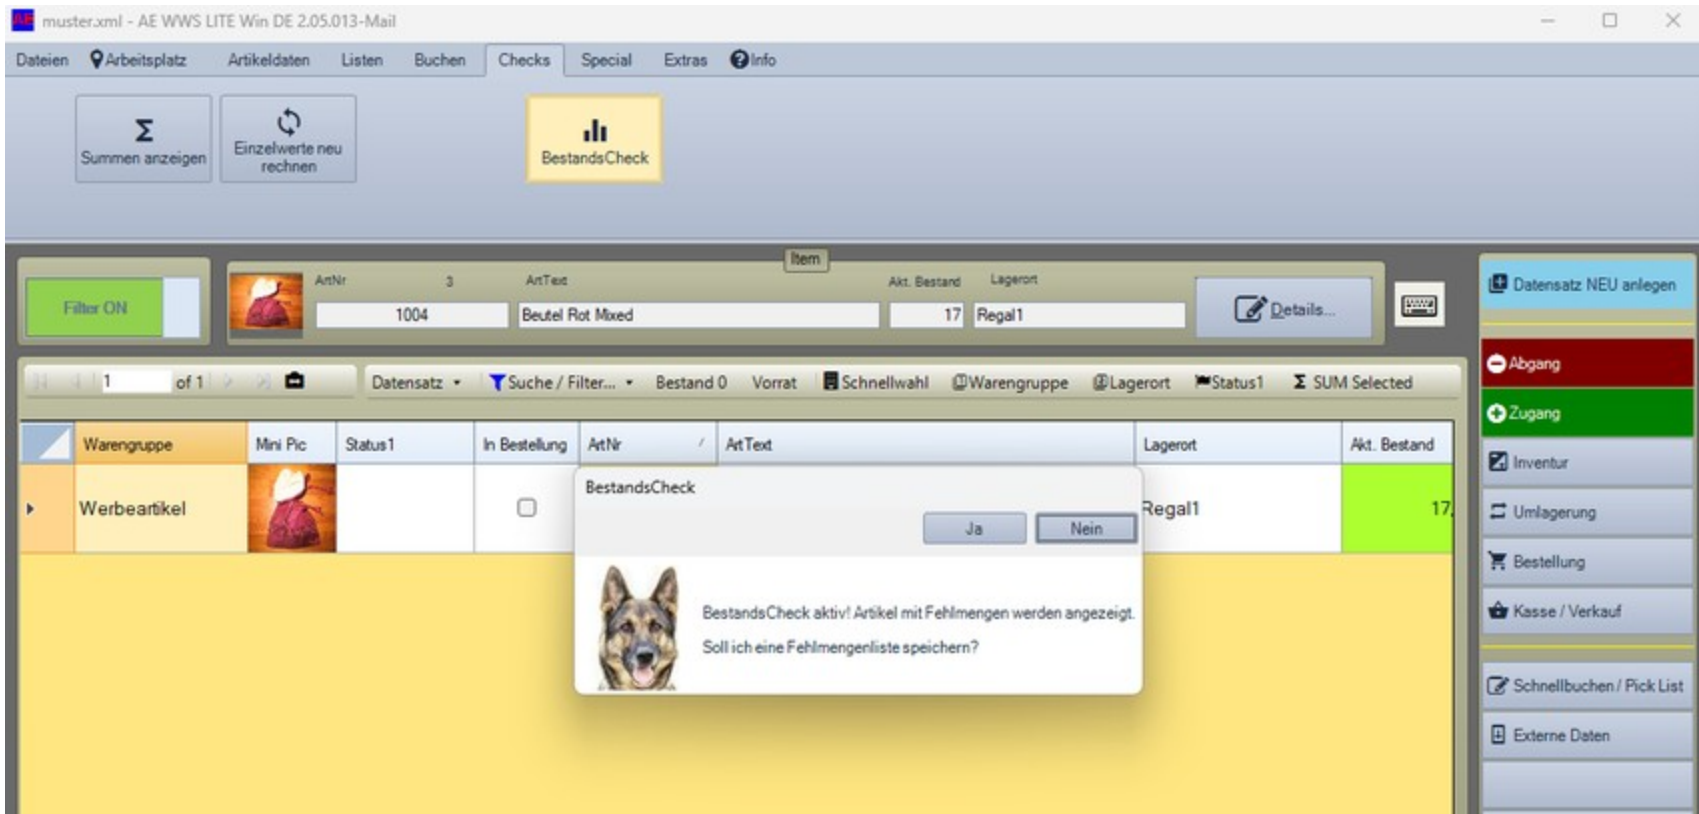 AE muster.xml - AE WWS LITE Win DE 2.05.013-Mail
Dateien Arbeitsplatz Artikeldaten Listen Buchen Checks Special Extras Info
Summen anzeigen
Einzelwerte neu
rechnen
BestandsCheck
Item
Filter ON
ArtNr 3 ArtText Akt. Bestand Lagerort
1004 Beutel Rot Mixed 17 Regal1
Details...
1 of 1 Datensatz Suche / Filter... Bestand 0 Vorrat Schnellwahl Warengruppe Lagerort Status1 Σ SUM Selected
Warengruppe Mini Pic Status1 In Bestellung ArtNr ArtText Lagerort Akt. Bestand
Werbeartikel Regal1 17,
BestandsCheck
Ja Nein
BestandsCheck aktiv! Artikel mit Fehlmengen werden angezeigt.
Soll ich eine Fehlmengenliste speichern?
Datensatz NEU anlegen
Abgang
Zugang
Inventur
Umlagerung
Bestellung
Kasse / Verkauf
Schnellbuchen / Pick List
Externe Daten